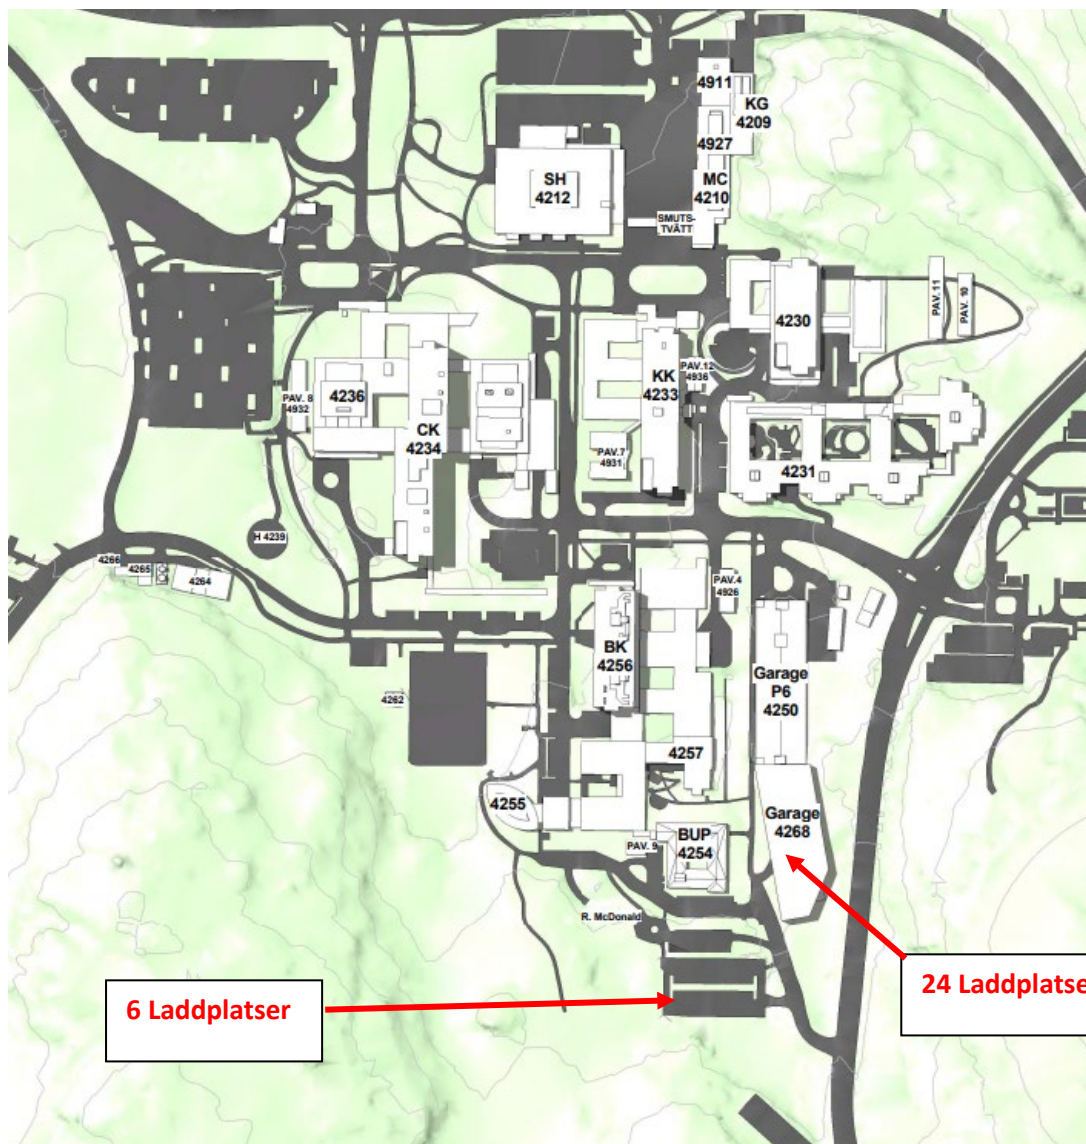 4911
KG
4209
4927
SH
4212
MC
4210
SMUTS-
TVÄTT
PAV. 11
PAV. 10
4230
PAV.12
4936
KK
4233
4236
PAV. 8
4932
CK
4234
PAV.7
4931
4231
H 4239
4266
4265
4264
PAV.4
4926
BK
4256
Garage
P6
4250
4262
4257
4255
Garage
4268
BUP
4254
PAV. 9
R. McDonald
24 Laddplatse
6 Laddplatser